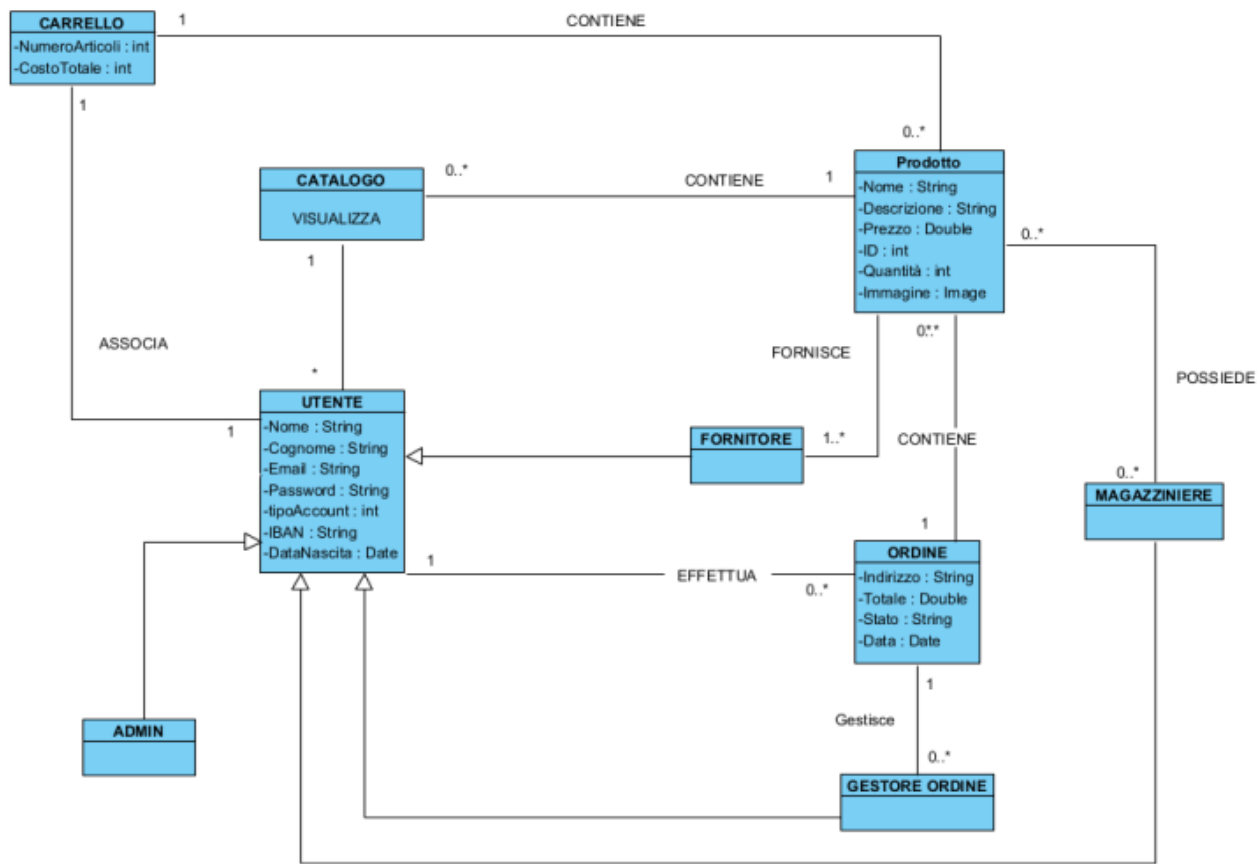 CARRELLO
-NumeroArticoli : int
-CostoTotale : int
1
CONTIENE
1
0..*
CATALOGO
VISUALIZZA
0..*
CONTIENE
1
Prodotto
-Nome : String
-Descrizione : String
-Prezzo : Double
-ID : int
-Quantità : int
-Immagine : Image
0..*
1
ASSOCIA
*
1
FORNISCE
0..*
POSSIEDE
UTENTE
-Nome : String
-Cognome : String
-Email : String
-Password : String
-tipoAccount : int
-IBAN : String
-DataNascita : Date
FORNITORE
1..*
CONTIENE
0..*
MAGAZZINIERE
1
1
EFFETTUA
0..*
ORDINE
-Indirizzo : String
-Totale : Double
-Stato : String
-Data : Date
1
Gestisce
0..*
ADMIN
GESTORE ORDINE